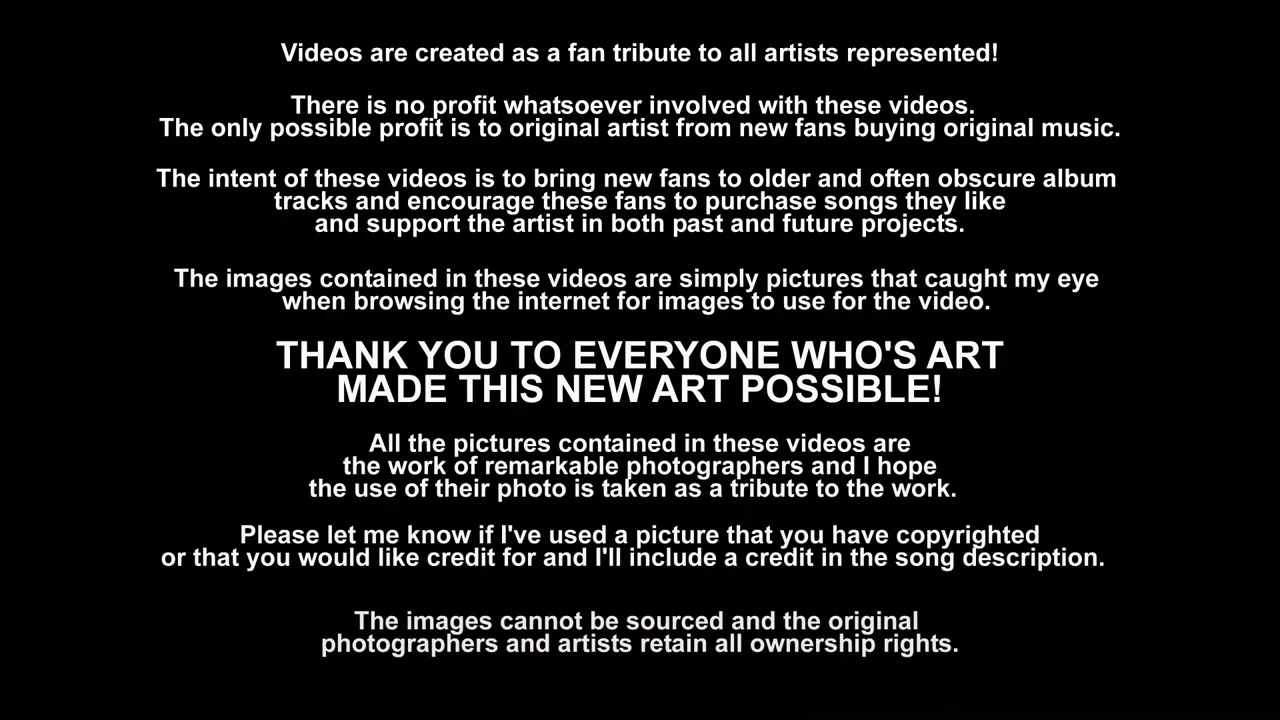 Videos are created as a fan tribute to all artists represented!
There is no profit whatsoever involved with these videos.
The only possible profit is to original artist from new fans buying original music.
The intent of these videos is to bring new fans to older and often obscure album
tracks and encourage these fans to purchase songs they like
and support the artist in both past and future projects.
The images contained in these videos are simply pictures that caught my eye
when browsing the internet for images to use for the video.
THANK YOU TO EVERYONE WHO'S ART
MADE THIS NEW ART POSSIBLE!
All the pictures contained in these videos are
the work of remarkable photographers and I hope
the use of their photo is taken as a tribute to the work.
Please let me know if I've used a picture that you have copyrighted
or that you would like credit for and I'll include a credit in the song description.
The images cannot be sourced and the original
photographers and artists retain all ownership rights.